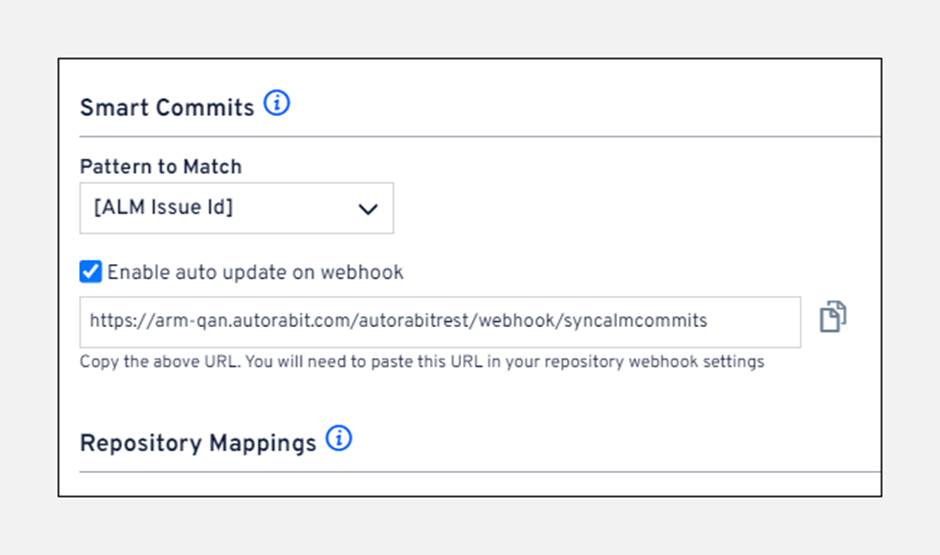 Smart Commits
Pattern to Match
[ALM Issue Id]
Enable auto update on webhook
https://arm-qan.autorabit.com/autorabitrest/webhook/syncalmcommits
Copy the above URL. You will need to paste this URL in your repository webhook settings
Repository Mappings